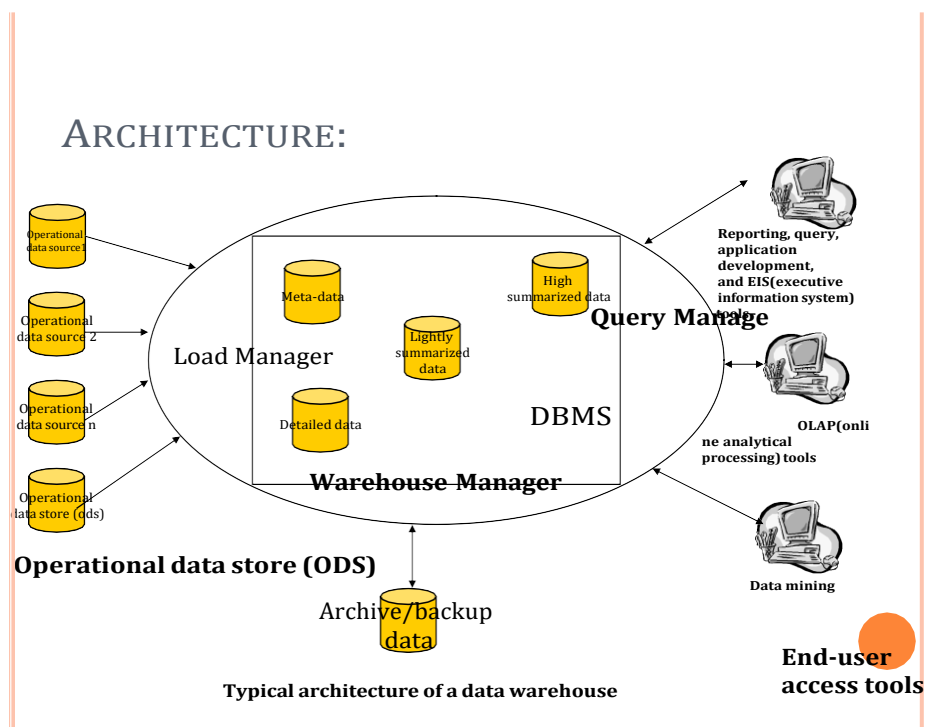 ARCHITECTURE:
Operational
data source1
Operational
data source 2
Operational
data source n
Operational
data store (ods)
Operational data store (ODS)
Load Manager
Meta-data
High
summarized data
Lightly
summarized
data
Detailed data
DBMS
Query Manage
Warehouse Manager
Archive/backup
data
Reporting, query,
application
development,
and EIS(executive
information system)
tools
OLAP(onli
ne analytical
processing) tools
Data mining
End-user
access tools
Typical architecture of a data warehouse